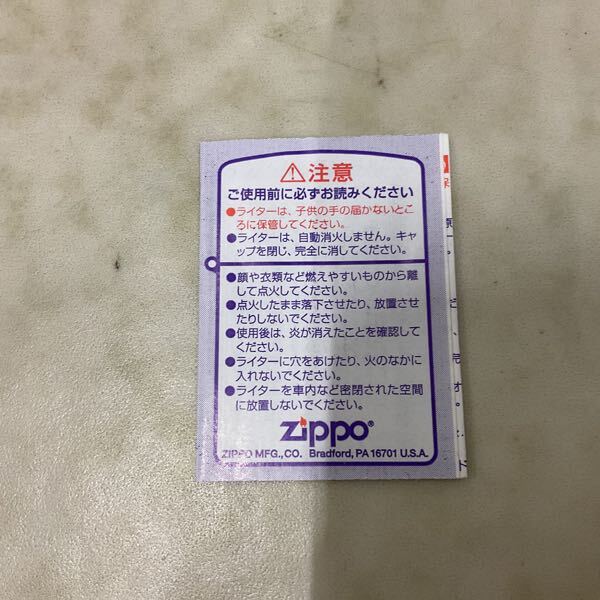 ⚠注意
ご使用前に必ずお読みください
●ライターは、子供の手の届かないとこ
ろに保管してください。
●ライターは、自動消火しません。キャ
ップを閉じ、完全に消してください。
●顔や衣類など燃えやすいものから離
して点火してください。
●点火したまま落下させたり、放置させ
たりしないでください。
●使用後は、炎が消えたことを確認して
ください。
●ライターに穴をあけたり、火のなかに
入れないでください。
●ライターを車内など密閉された空間
に放置しないでください。
Zippo®
ZIPPO MFG.,CO. Bradford, PA 16701 U.S.A.